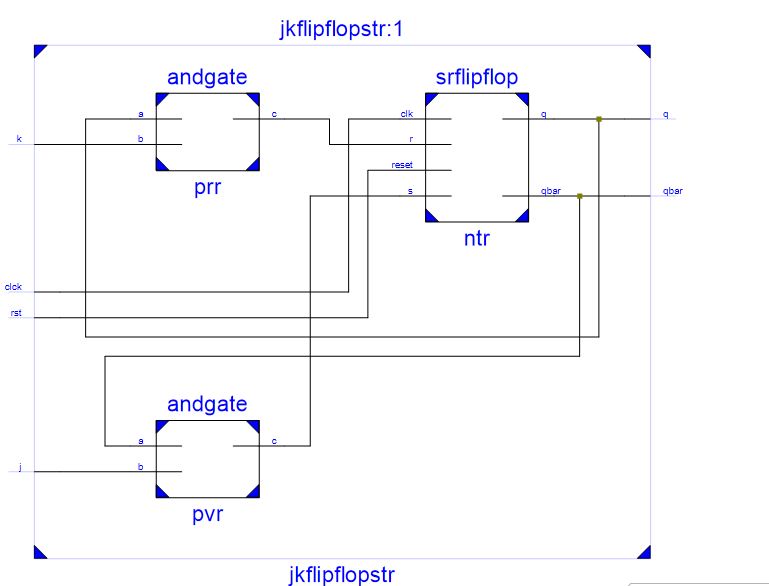 jkflipflopstr:1
andgate
srflipflop
a
c
clk
q
q
k
b
r
reset
s
qbar
qbar
prr
ntr
clck
rst
andgate
a
c
j
b
pvr
jkflipflopstr